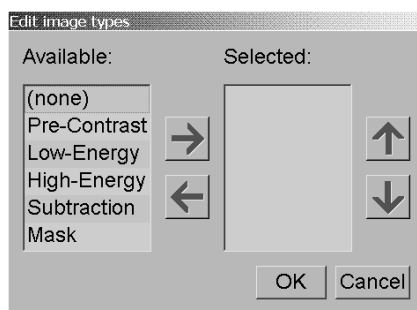 Edit image types
Available: Selected:
(none)
Pre-Contrast
Low-Energy
High-Energy
Subtraction
Mask
OK Cancel